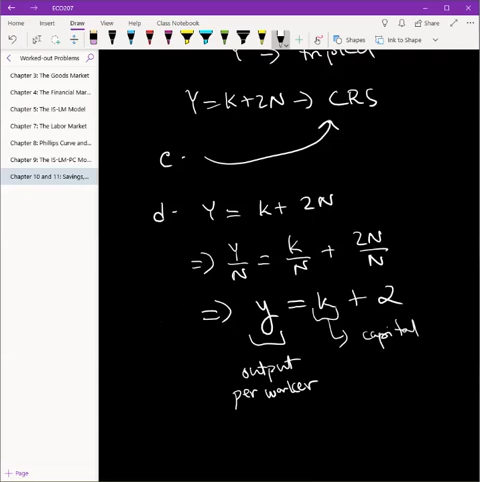 ECO207
Home Insert Draw View Help Class Notebook
Share
Shapes Ink to Shape
Worked-out Problems
Chapter 3: The Goods Market
Chapter 4: The Financial Mar...
Chapter 5: The IS-LM Model
Chapter 7: The Labor Market
Chapter 8: Phillips Curve and...
Chapter 9: The IS-LM-PC Mo...
Chapter 10 and 11: Savings,...
+ Page
Y → tripled
Y = K + 2N → CRS
c.
d- Y = K + 2N
⇒ Y/N = K/N + 2N/N
⇒ y = k + 2
capital
output
per worker